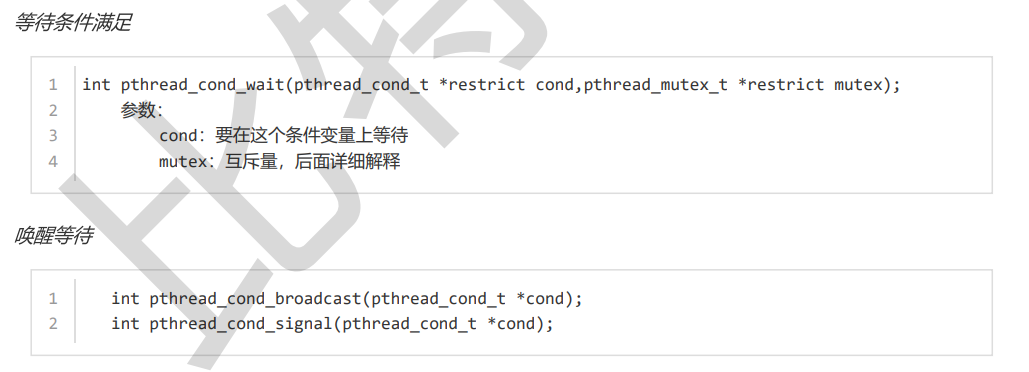 等待条件满足
1 int pthread_cond_wait(pthread_cond_t *restrict cond,pthread_mutex_t *restrict mutex);
2 参数：
3 cond：要在这个条件变量上等待
4 mutex：互斥量，后面详细解释
唤醒等待
1 int pthread_cond_broadcast(pthread_cond_t *cond);
2 int pthread_cond_signal(pthread_cond_t *cond);
比特